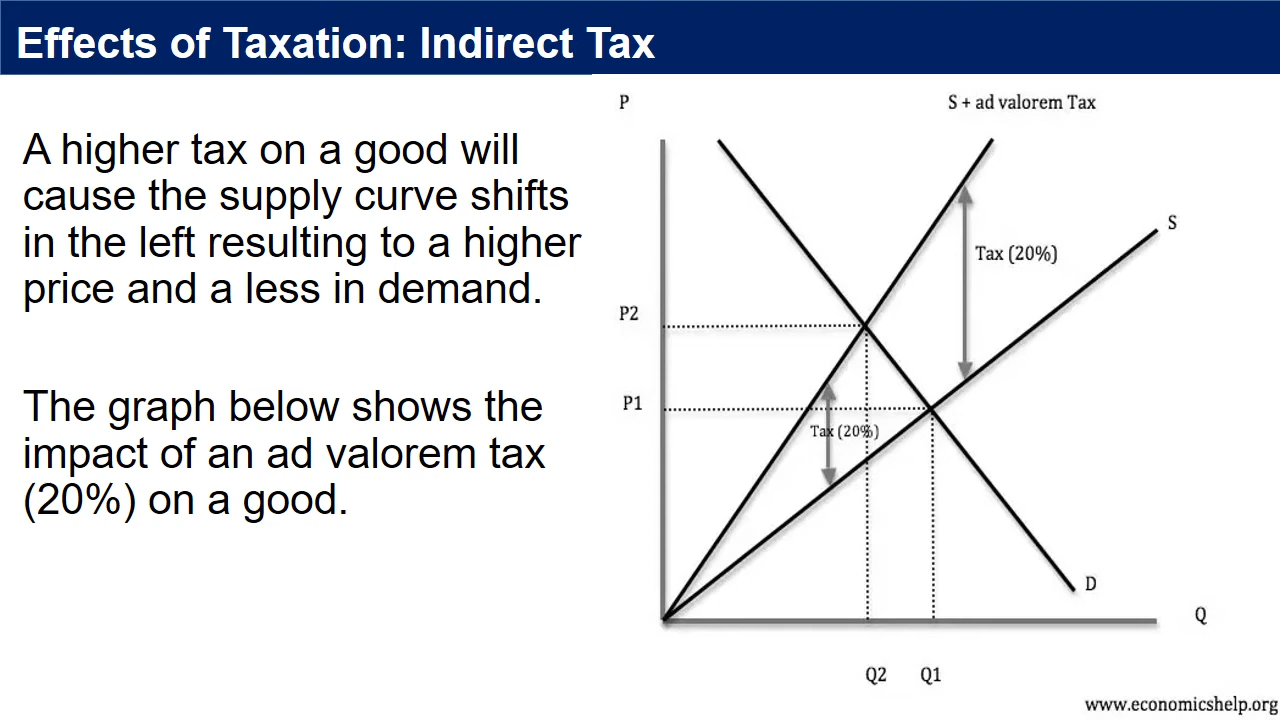 Effects of Taxation: Indirect Tax
A higher tax on a good will
cause the supply curve shifts
in the left resulting to a higher
price and a less in demand.
The graph below shows the
impact of an ad valorem tax
(20%) on a good.
P
S + ad valorem Tax
S
Tax (20%)
P2
P1
Tax (20%)
D
Q
Q2
Q1
www.economicshelp.org